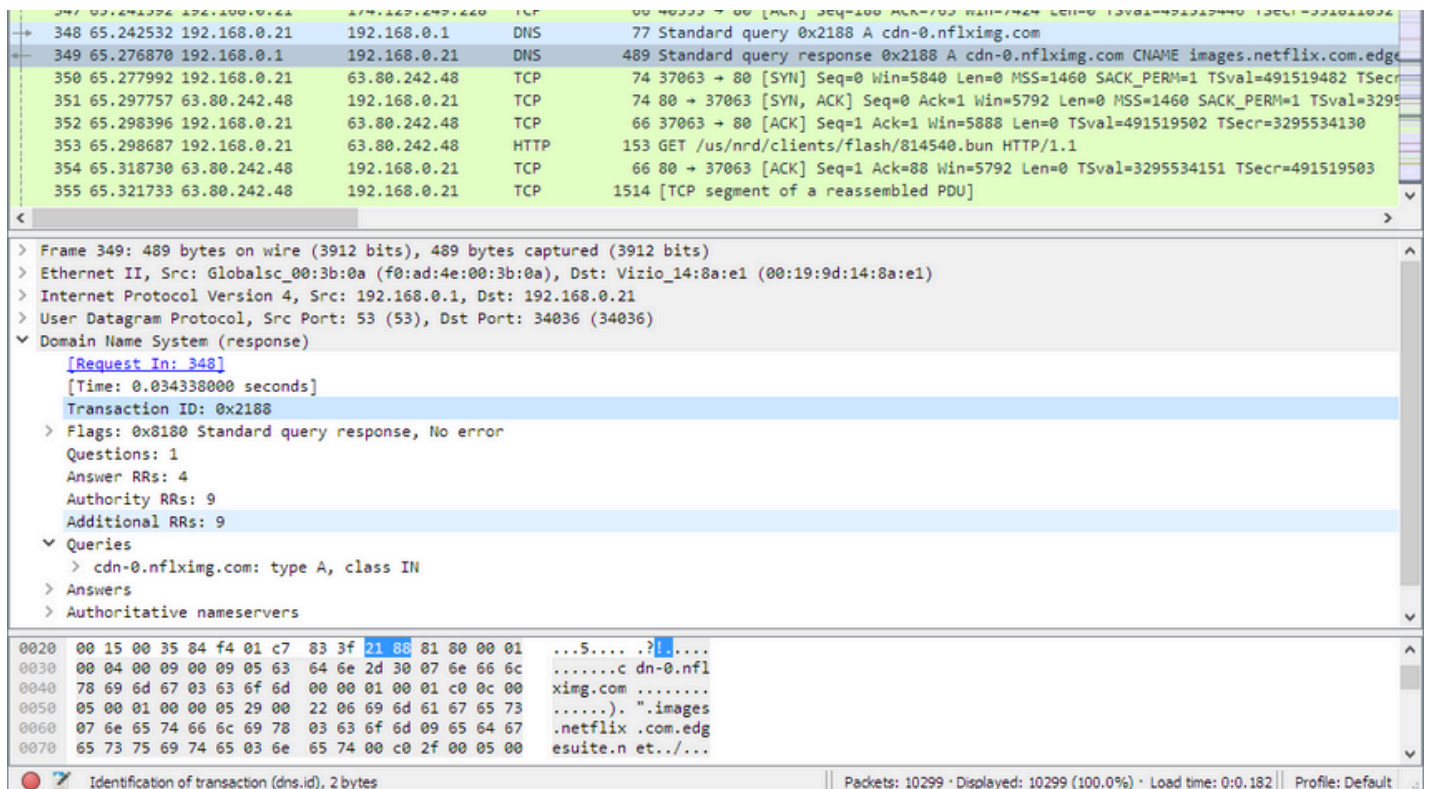 348 65.242532 192.168.0.21 192.168.0.1 DNS 77 Standard query 0x2188 A cdn-0.nflximg.com
349 65.276870 192.168.0.1 192.168.0.21 DNS 489 Standard query response 0x2188 A cdn-0.nflximg.com CNAME images.netflix.com.edge
350 65.277992 192.168.0.21 63.80.242.48 TCP 74 37063 → 80 [SYN] Seq=0 Win=5840 Len=0 MSS=1460 SACK_PERM=1 TSval=491519482 TSecr
351 65.297757 63.80.242.48 192.168.0.21 TCP 74 80 → 37063 [SYN, ACK] Seq=0 Ack=1 Win=5792 Len=0 MSS=1460 SACK_PERM=1 TSval=3295
352 65.298396 192.168.0.21 63.80.242.48 TCP 66 37063 → 80 [ACK] Seq=1 Ack=1 Win=5888 Len=0 TSval=491519502 TSecr=3295534130
353 65.298687 192.168.0.21 63.80.242.48 HTTP 153 GET /us/nrd/clients/flash/814540.bun HTTP/1.1
354 65.318730 63.80.242.48 192.168.0.21 TCP 66 80 → 37063 [ACK] Seq=1 Ack=88 Win=5792 Len=0 TSval=3295534151 TSecr=491519503
355 65.321733 63.80.242.48 192.168.0.21 TCP 1514 [TCP segment of a reassembled PDU]
> Frame 349: 489 bytes on wire (3912 bits), 489 bytes captured (3912 bits)
> Ethernet II, Src: Globalsc_00:3b:0a (f0:ad:4e:00:3b:0a), Dst: Vizio_14:8a:e1 (00:19:9d:14:8a:e1)
> Internet Protocol Version 4, Src: 192.168.0.1, Dst: 192.168.0.21
> User Datagram Protocol, Src Port: 53 (53), Dst Port: 34036 (34036)
Domain Name System (response)
[Request In: 348]
[Time: 0.034338000 seconds]
Transaction ID: 0x2188
> Flags: 0x8180 Standard query response, No error
Questions: 1
Answer RRs: 4
Authority RRs: 9
Additional RRs: 9
Queries
> cdn-0.nflximg.com: type A, class IN
> Answers
> Authoritative nameservers
0020 00 15 00 35 84 f4 01 c7 83 3f 21 88 81 80 00 01 ...5.... .?!.....
0030 00 04 00 09 00 09 05 63 64 6e 2d 30 07 6e 66 6c .......c dn-0.nfl
0040 78 69 6d 67 03 63 6f 6d 00 00 01 00 01 c0 0c 00 ximg.com ........
0050 05 00 01 00 00 05 29 00 22 06 69 6d 61 67 65 73 ......). ".images
0060 07 6e 65 74 66 6c 69 78 03 63 6f 6d 09 65 64 67 .netflix .com.edg
0070 65 73 75 69 74 65 03 6e 65 74 00 c0 2f 00 05 00 esuite.n et../...
Identification of transaction (dns.id), 2 bytes Packets: 10299 · Displayed: 10299 (100.0%) · Load time: 0:0.182 Profile: Default